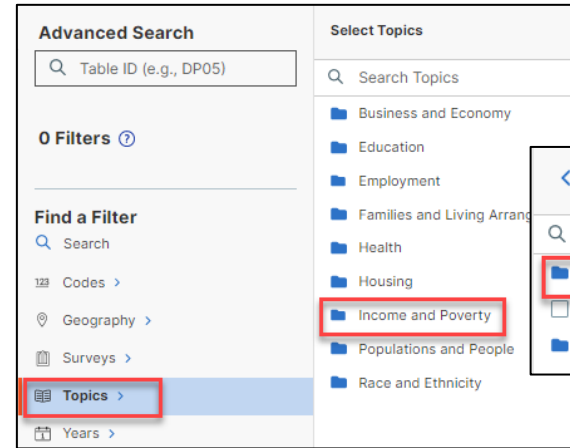 Advanced Search
Table ID (e.g., DP05)
0 Filters
Find a Filter
Search
123 Codes
Geography
Surveys
Topics
1 Years
Select Topics
Search Topics
Business and Economy
Education
Employment
Families and Living Arrang
Health
Housing
Income and Poverty
Populations and People
Race and Ethnicity